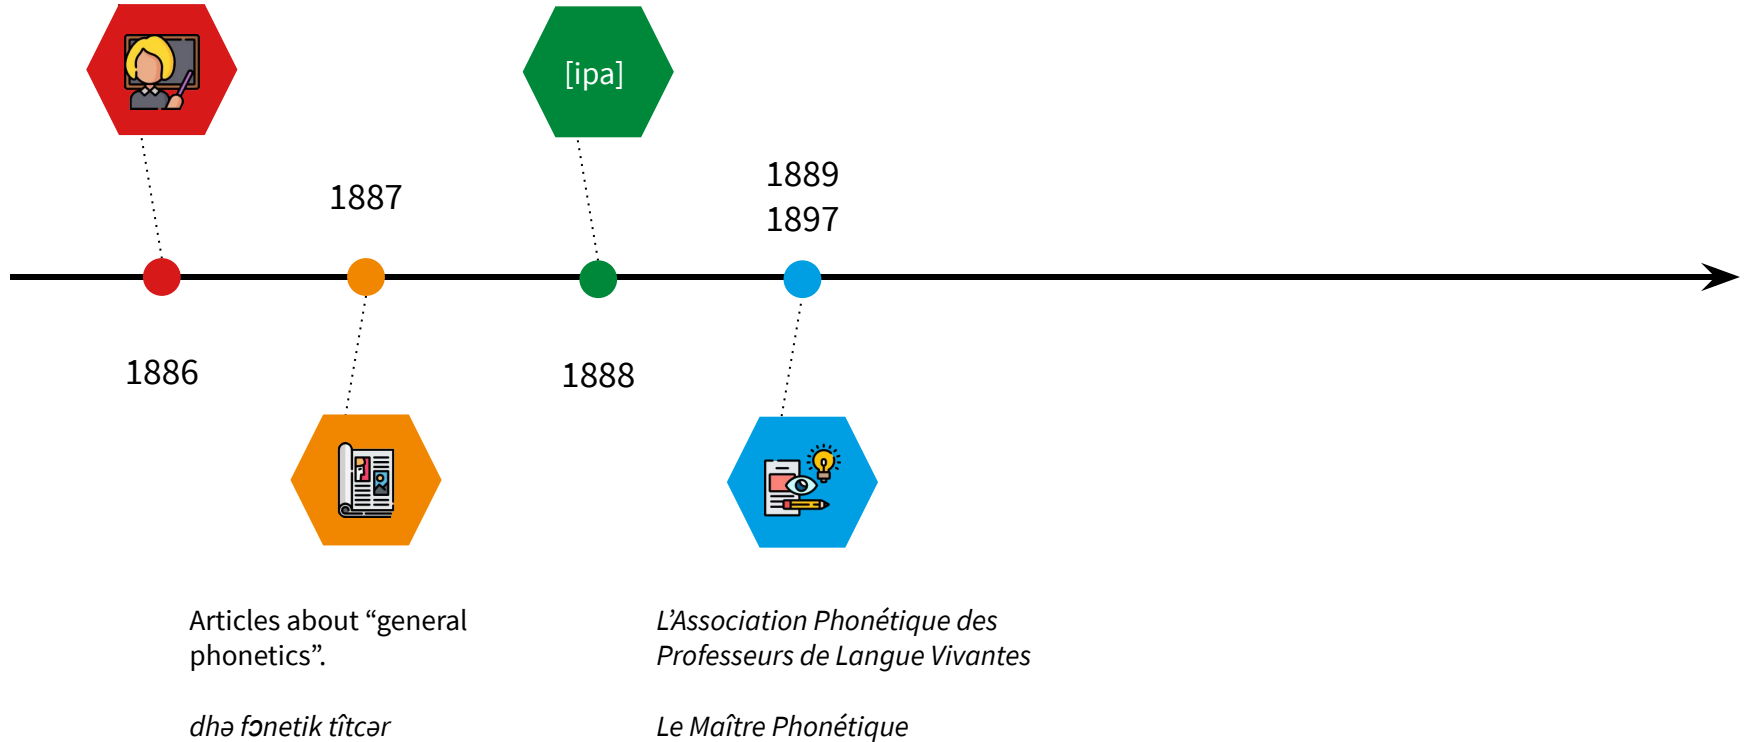 [ipa]
1889
1897
1887
1886
1888
Articles about “general
phonetics”.
dhə fɔnetik tîtcər
L’Association Phonétique des
Professeurs de Langue Vivantes
Le Maître Phonétique